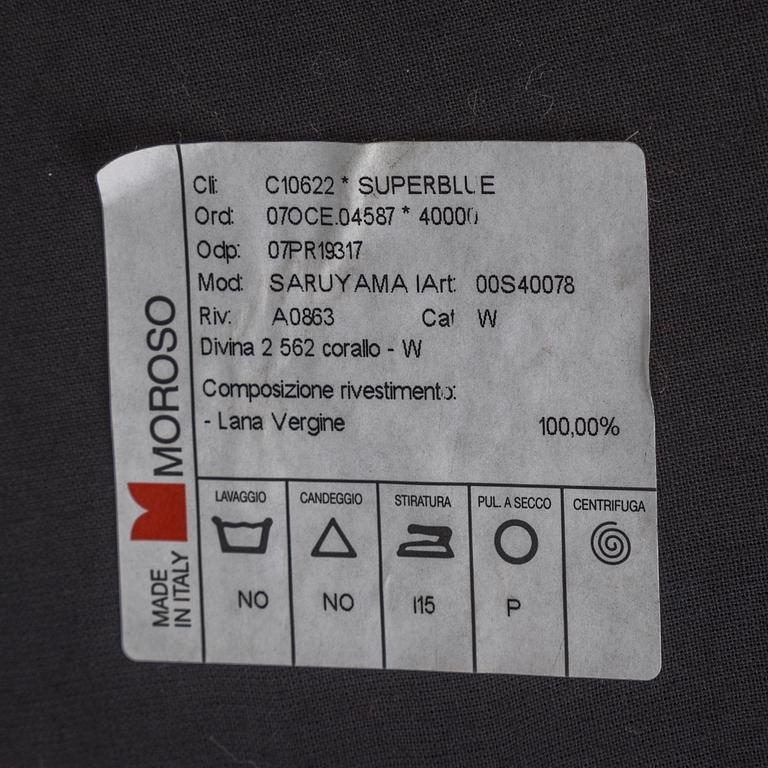 Cli: C10622 * SUPERBLUE
Ord: 07OCE.04587 * 40000
Odp: 07PR19317
Mod: SARUYAMA IArt: 00S40078
Riv: A0863 Cat W
Divina 2 562 corallo - W
Composizione rivestimento:
- Lana Vergine 100,00%
MOROSO
MADE
IN ITALY
LAVAGGIO CANDEGGIO STIRATURA PUL. A SECCO CENTRIFUGA
NO NO I15 P